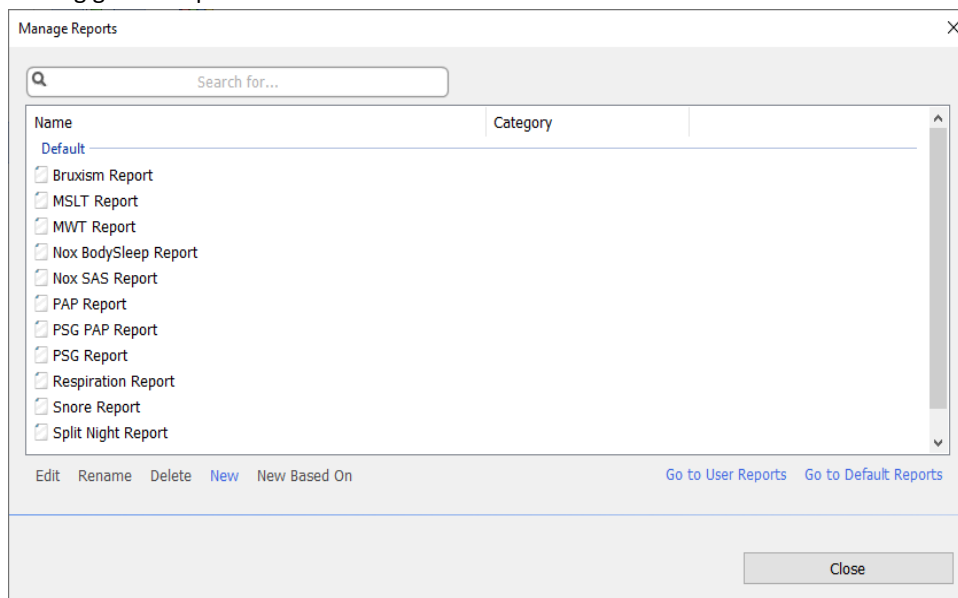 Manage Reports
Search for...
Name Category
Default
Bruxism Report
MSLT Report
MWT Report
Nox BodySleep Report
Nox SAS Report
PAP Report
PSG PAP Report
PSG Report
Respiration Report
Snore Report
Split Night Report
Edit Rename Delete New New Based On Go to User Reports Go to Default Reports
Close